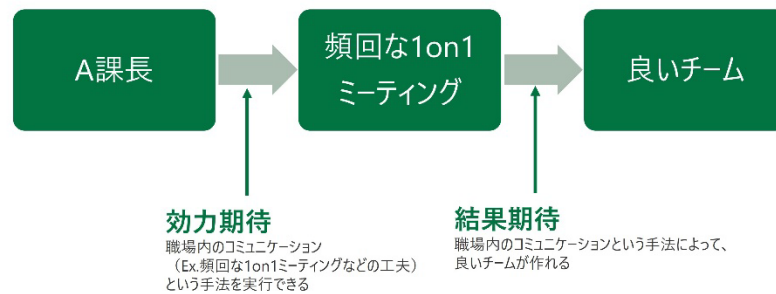 A課長
頻回な1on1
ミーティング
良いチーム
効力期待
職場内のコミュニケーション
（Ex.頻回な1on1ミーティングなどの工夫）
という手法を実行できる
結果期待
職場内のコミュニケーションという手法によって、
良いチームが作れる